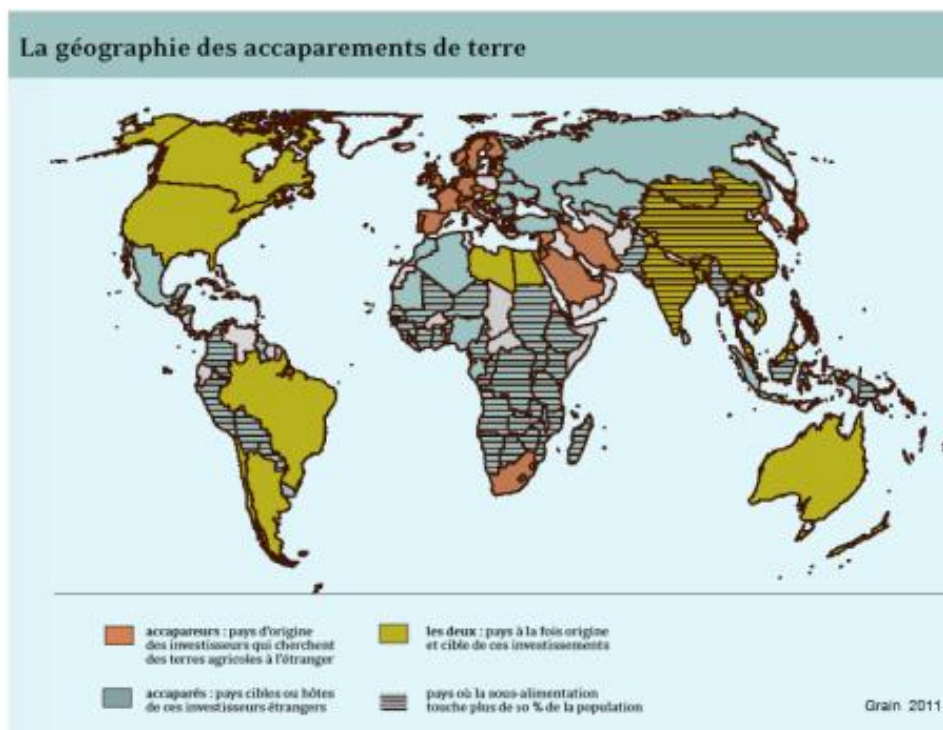 La géographie des accaparements de terre
accapareurs : pays d'origine
des investisseurs qui cherchent
des terres agricoles à l'étranger
les deux : pays à la fois origine
et cible de ces investissements
accaparés : pays cibles ou hôtes
de ces investisseurs étrangers
pays où la sous-alimentation
touche plus de 10 % de la population
Grain 2011